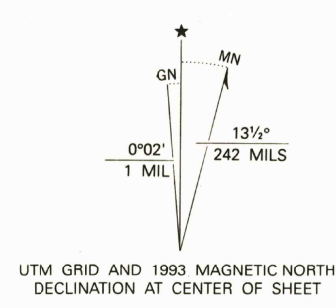 ★
MN
GN
0°02'
1 MIL
13½°
242 MILS
UTM GRID AND 1993 MAGNETIC NORTH
DECLINATION AT CENTER OF SHEET